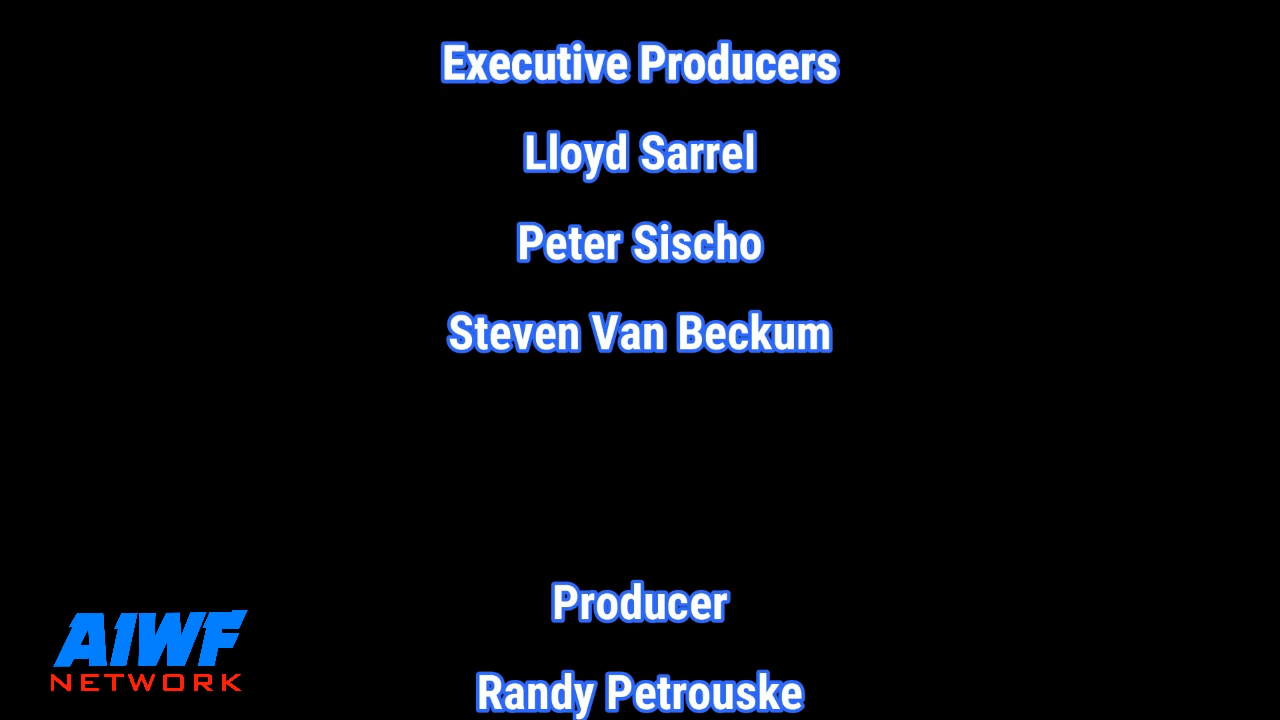 Executive Producers
Lloyd Sarrel
Peter Sischo
Steven Van Beckum
Producer
Randy Petrouske
AIWF
NETWORK